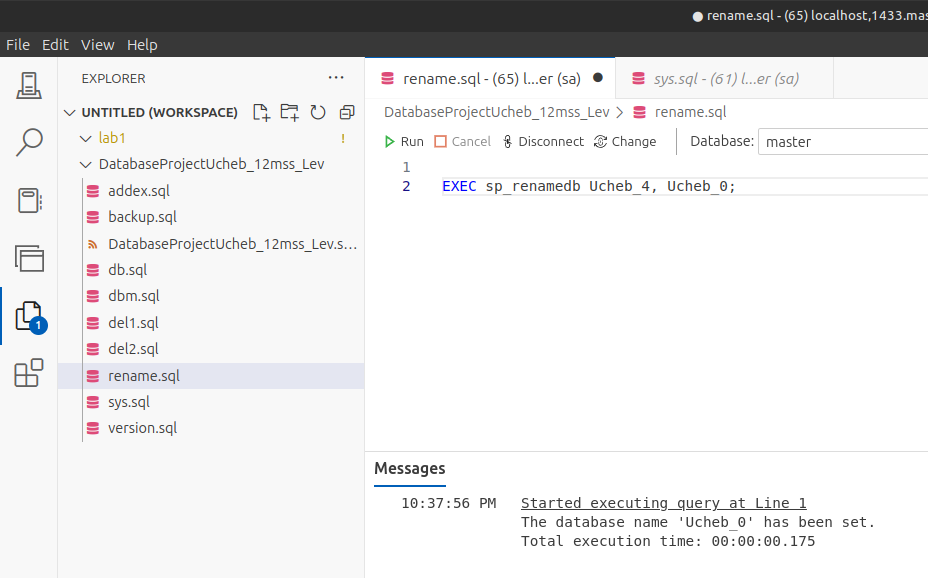 rename.sql - (65) localhost,1433.mas
File Edit View Help
EXPLORER ...
UNTITLED (WORKSPACE)
lab1 !
DatabaseProjectUcheb_12mss_Lev
addex.sql
backup.sql
DatabaseProjectUcheb_12mss_Lev.s...
db.sql
dbm.sql
del1.sql
del2.sql
rename.sql
sys.sql
version.sql
1
rename.sql - (65) l...er (sa) sys.sql - (61) l...er (sa)
DatabaseProjectUcheb_12mss_Lev > rename.sql
Run Cancel Disconnect Change Database: master
1
2 EXEC sp_renamedb Ucheb_4, Ucheb_0;
Messages
10:37:56 PM Started executing query at Line 1
The database name 'Ucheb_0' has been set.
Total execution time: 00:00:00.175